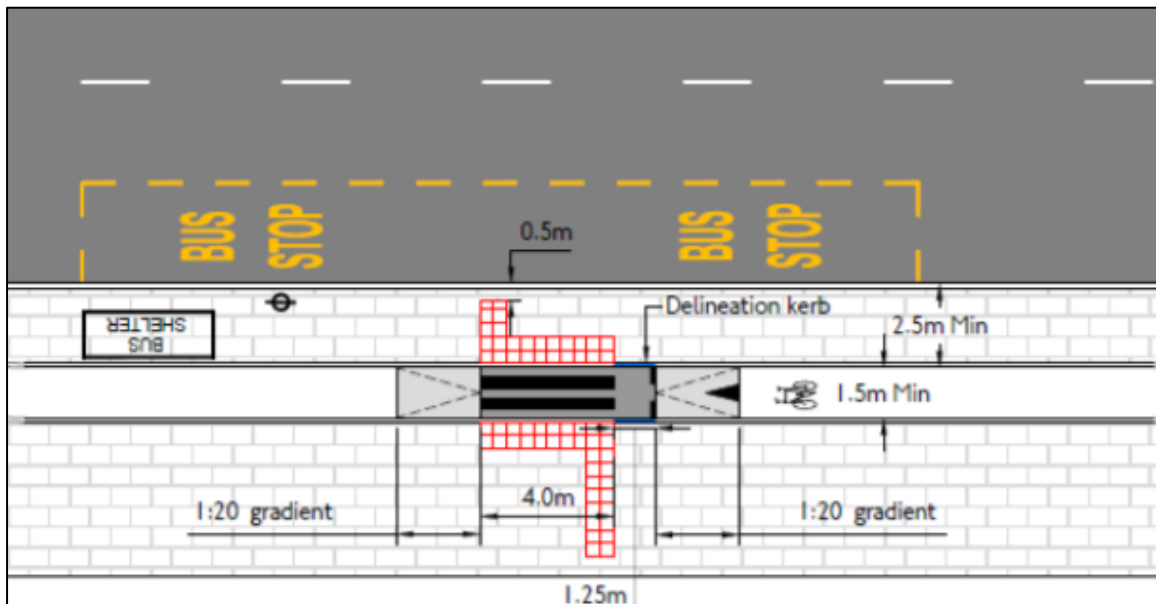 BUS STOP
BUS STOP
0.5m
Delineation kerb
2.5m Min
BUS
SHELTER
1.5m Min
4.0m
1:20 gradient
1:20 gradient
1.25m